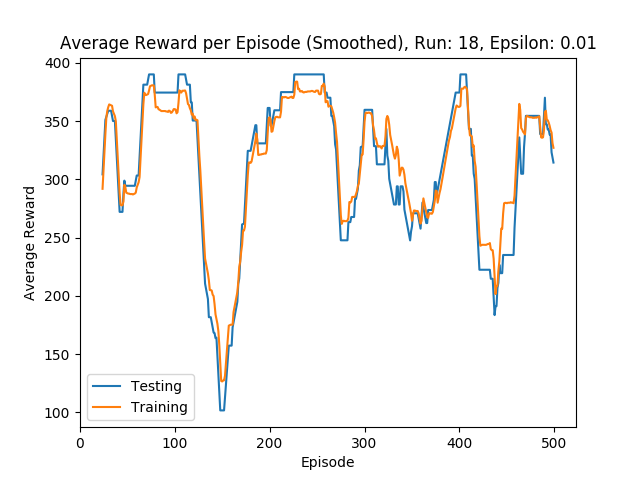 Average Reward per Episode (Smoothed), Run: 18, Epsilon: 0.01
400
350
300
250
200
150
100
Average Reward
Testing
Training
0 100 200 300 400 500
Episode